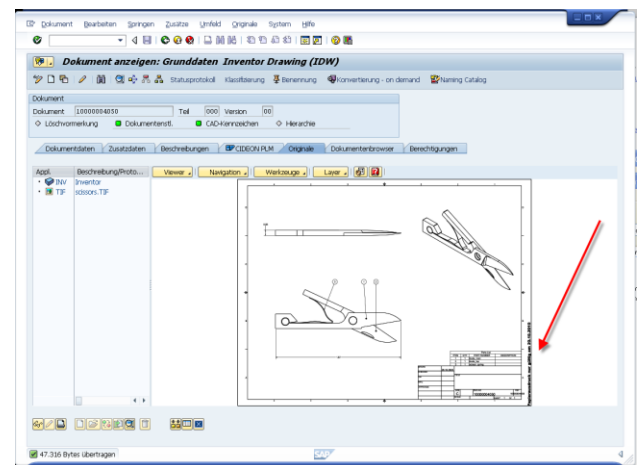 Dokument Bearbeiten Springen Zusätze Umfeld Originale System Hilfe
Dokument anzeigen: Grunddaten Inventor Drawing (IDW)
Statusprotokoll Klassifizierung Benennung Konvertierung - on demand Naming Catalog
Dokument
Dokument 10000004050 Teil 000 Version 00
Löschvormerkung Dokumentenstl. CAD-Kennzeichen Hierarchie
Dokumentdaten Zusatzdaten Beschreibungen CIDEON PLM Originale Dokumentenbrowser Berechtigungen
Appl. Beschreibung/Proto... Viewer Navigation Werkzeuge Layer
INV Inventor
TIF scissors.TIF
10000004050
47.316 Bytes übertragen
SAP